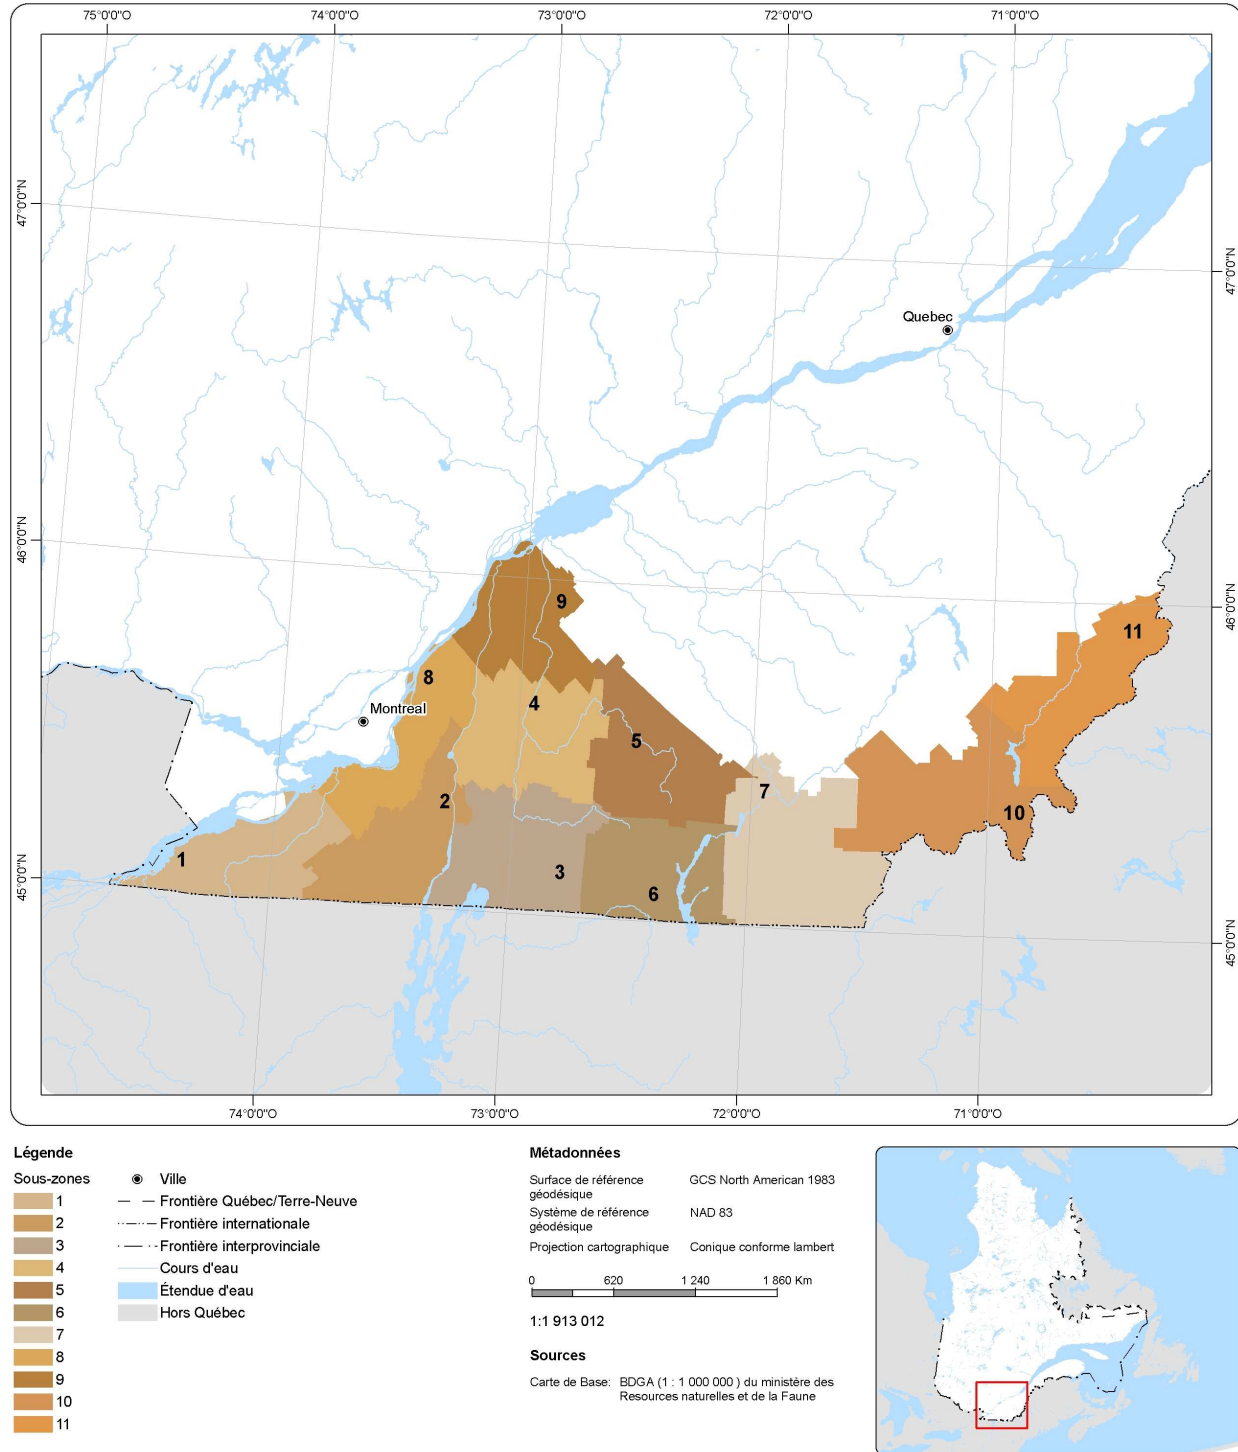 75°0'0"O 74°0'0"O 73°0'0"O 72°0'0"O 71°0'0"O
47°0'0"N
47°0'0"N
Quebec
46°0'0"N
46°0'0"N
9
11
8
Montreal
4
5
7
2
10
1
3
6
45°0'0"N
45°0'0"N
74°0'0"O 73°0'0"O 72°0'0"O 71°0'0"O
Légende
Sous-zones
1
2
3
4
5
6
7
8
9
10
11
Ville
Frontière Québec/Terre-Neuve
Frontière internationale
Frontière interprovinciale
Cours d'eau
Étendue d'eau
Hors Québec
Métadonnées
Surface de référence GCS North American 1983
géodésique
Système de référence NAD 83
géodésique
Projection cartographique Conique conforme lambert
0 620 1 240 1 860 Km
1:1 913 012
Sources
Carte de Base: BDGA (1 : 1 000 000 ) du ministère des
Resources naturelles et de la Faune